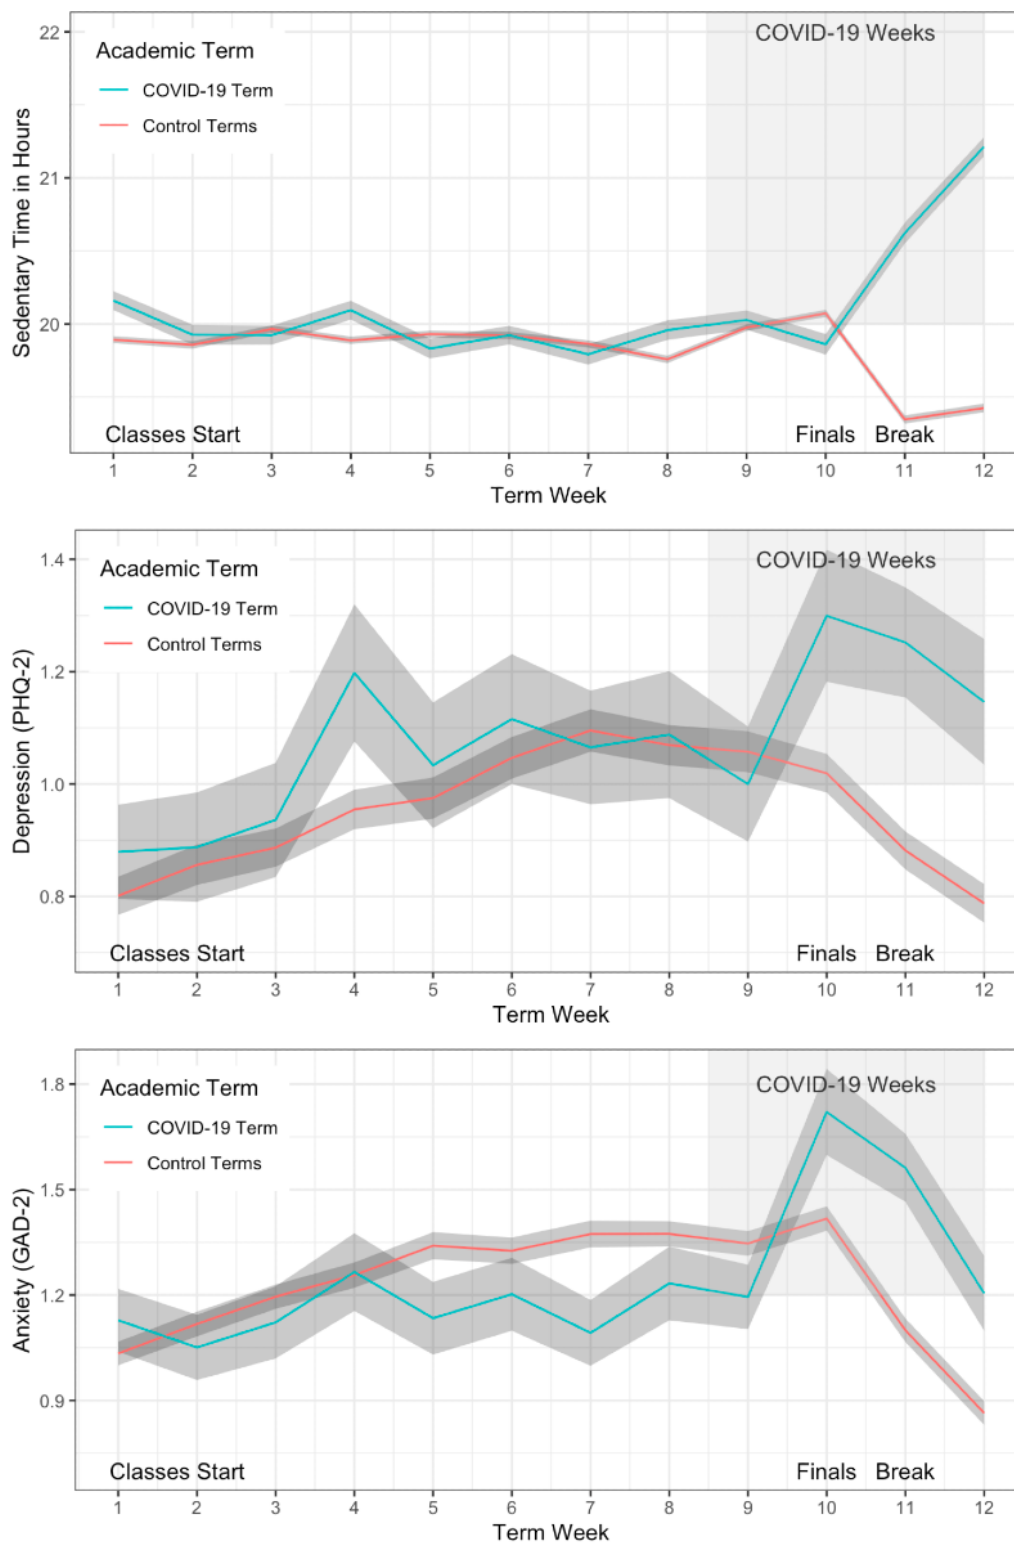 COVID-19 Weeks
Academic Term
COVID-19 Term
Control Terms
Sedentary Time in Hours
22
21
20
Classes Start
Finals
Break
1 2 3 4 5 6 7 8 9 10 11 12
Term Week
COVID-19 Weeks
Academic Term
COVID-19 Term
Control Terms
Depression (PHQ-2)
1.4
1.2
1.0
0.8
Classes Start
Finals
Break
1 2 3 4 5 6 7 8 9 10 11 12
Term Week
COVID-19 Weeks
Academic Term
COVID-19 Term
Control Terms
Anxiety (GAD-2)
1.8
1.5
1.2
0.9
Classes Start
Finals
Break
1 2 3 4 5 6 7 8 9 10 11 12
Term Week